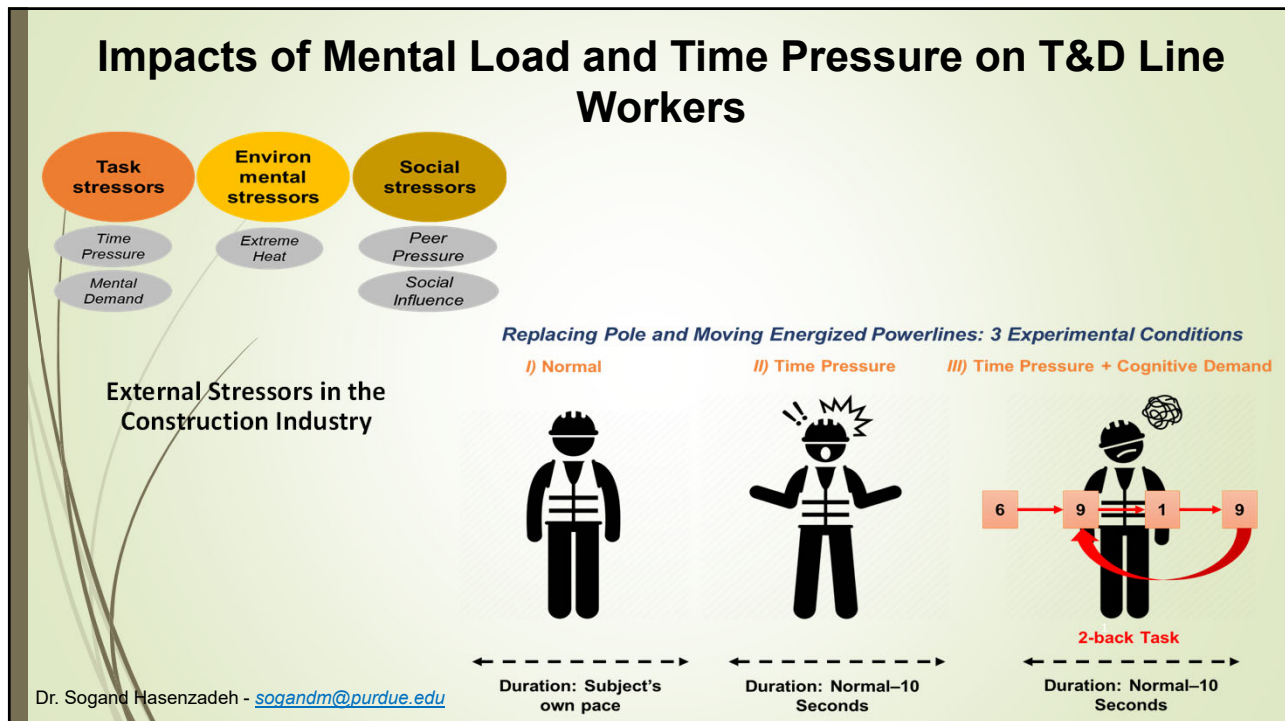 Impacts of Mental Load and Time Pressure on T&D Line
Workers
Task
stressors
Environ
mental
stressors
Social
stressors
Time
Pressure
Mental
Demand
Extreme
Heat
Peer
Pressure
Social
Influence
External Stressors in the
Construction Industry
Replacing Pole and Moving Energized Powerlines: 3 Experimental Conditions
I) Normal
II) Time Pressure
III) Time Pressure + Cognitive Demand
!!
6
9
1
9
2-back Task
Duration: Subject's
own pace
Duration: Normal–10
Seconds
Duration: Normal–10
Seconds
Dr. Sogand Hasenzadeh - sogandm@purdue.edu